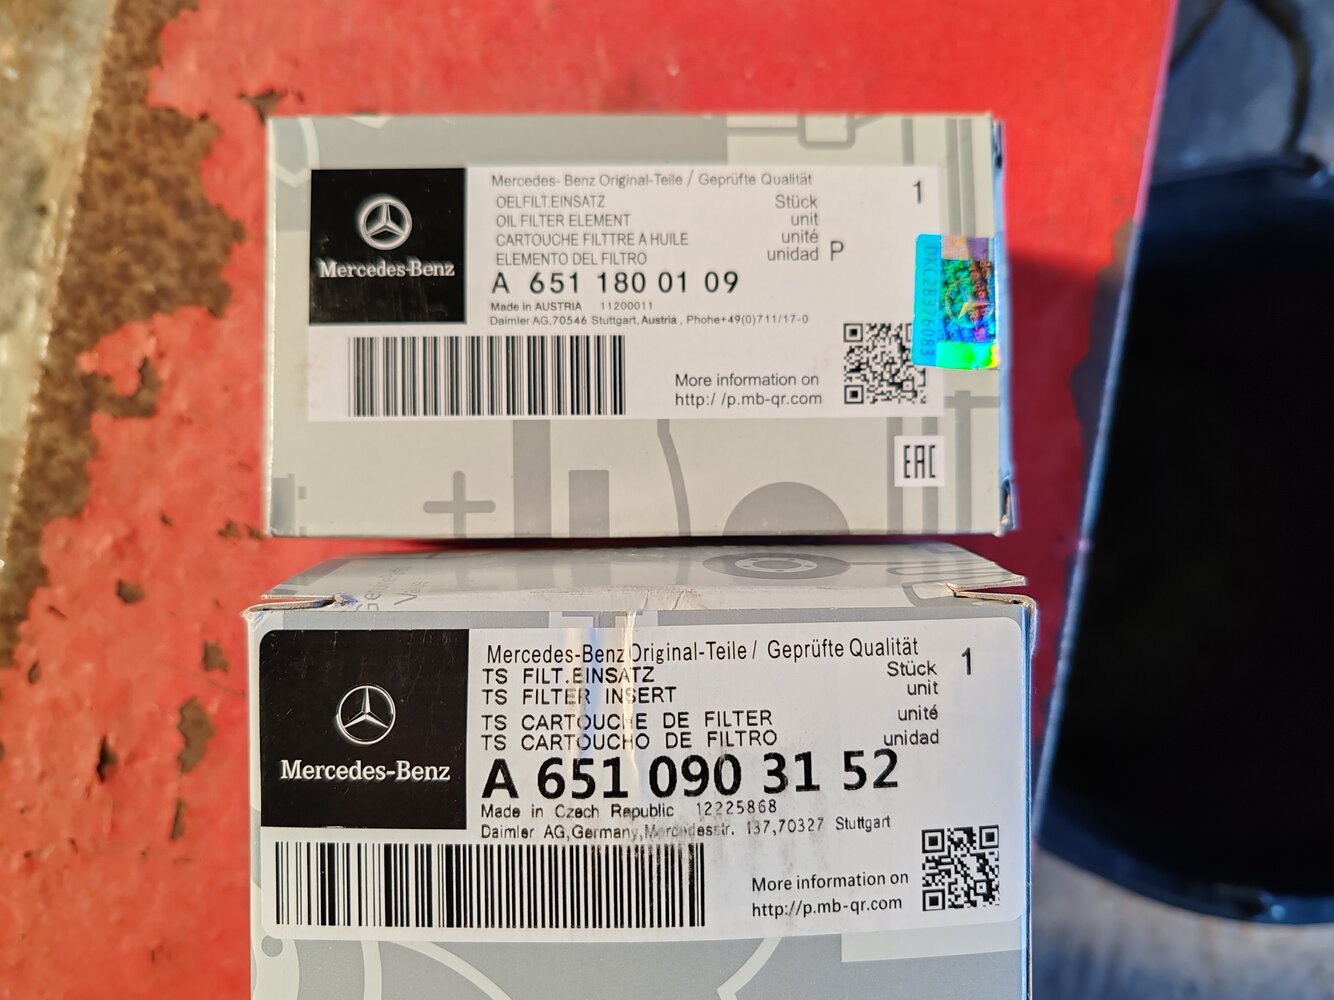 Mercedes-Benz
Mercedes- Benz Original-Teile / Geprüfte Qualität
OELFILT.EINSATZ
OIL FILTER ELEMENT
CARTOUCHE FILTTRE A HUILE
ELEMENTO DEL FILTRO
Stück
unit
unité
unidad P
1
A 651 180 01 09
Made in AUSTRIA 11200011
Daimler AG,70546 Stuttgart,Austria , Phohe+49(0)711/17-0
More information on
http:/ /p.mb-qr.com
EAC
Mercedes-Benz
Mercedes-Benz Original-Teile / Geprüfte Qualität
TS FILT.EINSATZ
TS FILTER INSERT
TS CARTOUCHE DE FILTER
TS CARTOUCHO DE FILTRO
Stück
unit
unité
unidad
1
A 651 090 31 52
Made in Czech Republic 12225868
Daimler AG,Germany,Mercedesstr. 137,70327 Stuttgart
More information on
http://p.mb-qr.com